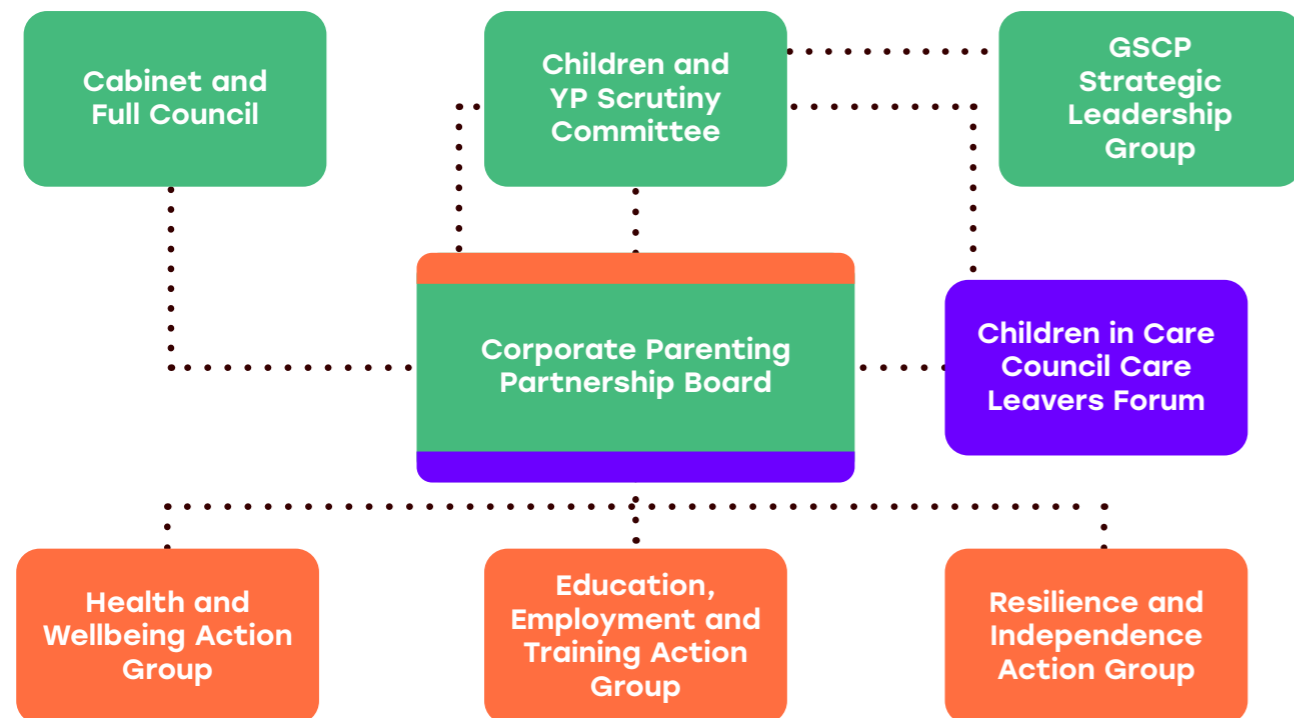 Cabinet and
Full Council
Children and
YP Scrutiny
Committee
GSCP
Strategic
Leadership
Group
Corporate Parenting
Partnership Board
Children in Care
Council Care
Leavers Forum
Health and
Wellbeing Action
Group
Education,
Employment and
Training Action
Group
Resilience and
Independence
Action Group